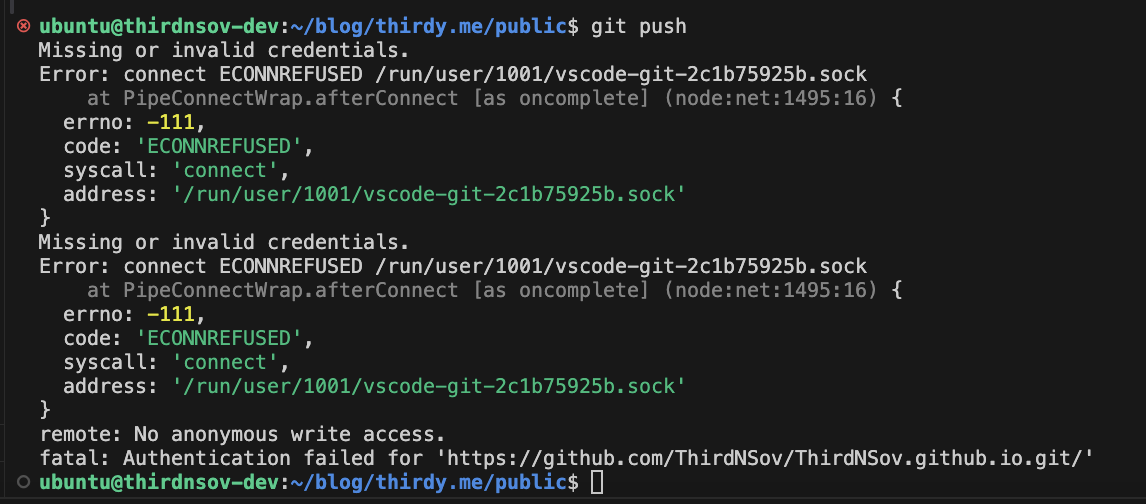 ubuntu@thirdnsov-dev:~/blog/thirdy.me/public$ git push
Missing or invalid credentials.
Error: connect ECONNREFUSED /run/user/1001/vscode-git-2c1b75925b.sock
    at PipeConnectWrap.afterConnect [as oncomplete] (node:net:1495:16) {
  errno: -111,
  code: 'ECONNREFUSED',
  syscall: 'connect',
  address: '/run/user/1001/vscode-git-2c1b75925b.sock'
}
Missing or invalid credentials.
Error: connect ECONNREFUSED /run/user/1001/vscode-git-2c1b75925b.sock
    at PipeConnectWrap.afterConnect [as oncomplete] (node:net:1495:16) {
  errno: -111,
  code: 'ECONNREFUSED',
  syscall: 'connect',
  address: '/run/user/1001/vscode-git-2c1b75925b.sock'
}
remote: No anonymous write access.
fatal: Authentication failed for 'https://github.com/ThirdNSov/ThirdNSov.github.io.git/'
ubuntu@thirdnsov-dev:~/blog/thirdy.me/public$